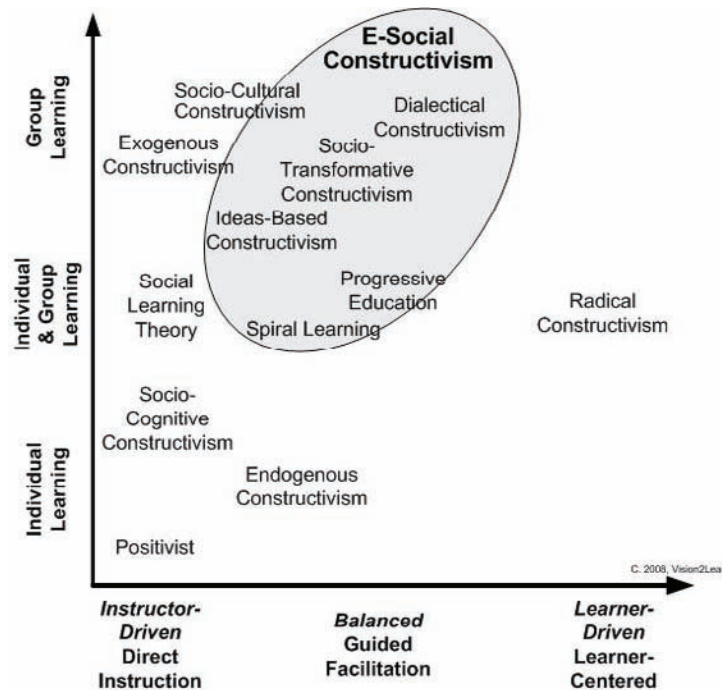 E-Social
Constructivism
Socio-Cultural
Constructivism
Dialectical
Constructivism
Exogenous
Constructivism
Socio-
Transformative
Constructivism
Ideas-Based
Constructivism
Social
Learning
Theory
Progressive
Education
Spiral Learning
Radical
Constructivism
Socio-
Cognitive
Constructivism
Endogenous
Constructivism
Positivist
Group
Learning
Individual
& Group
Learning
Individual
Learning
C. 2008, Vision2Lea
Instructor-
Driven
Direct
Instruction
Balanced
Guided
Facilitation
Learner-
Driven
Learner-
Centered